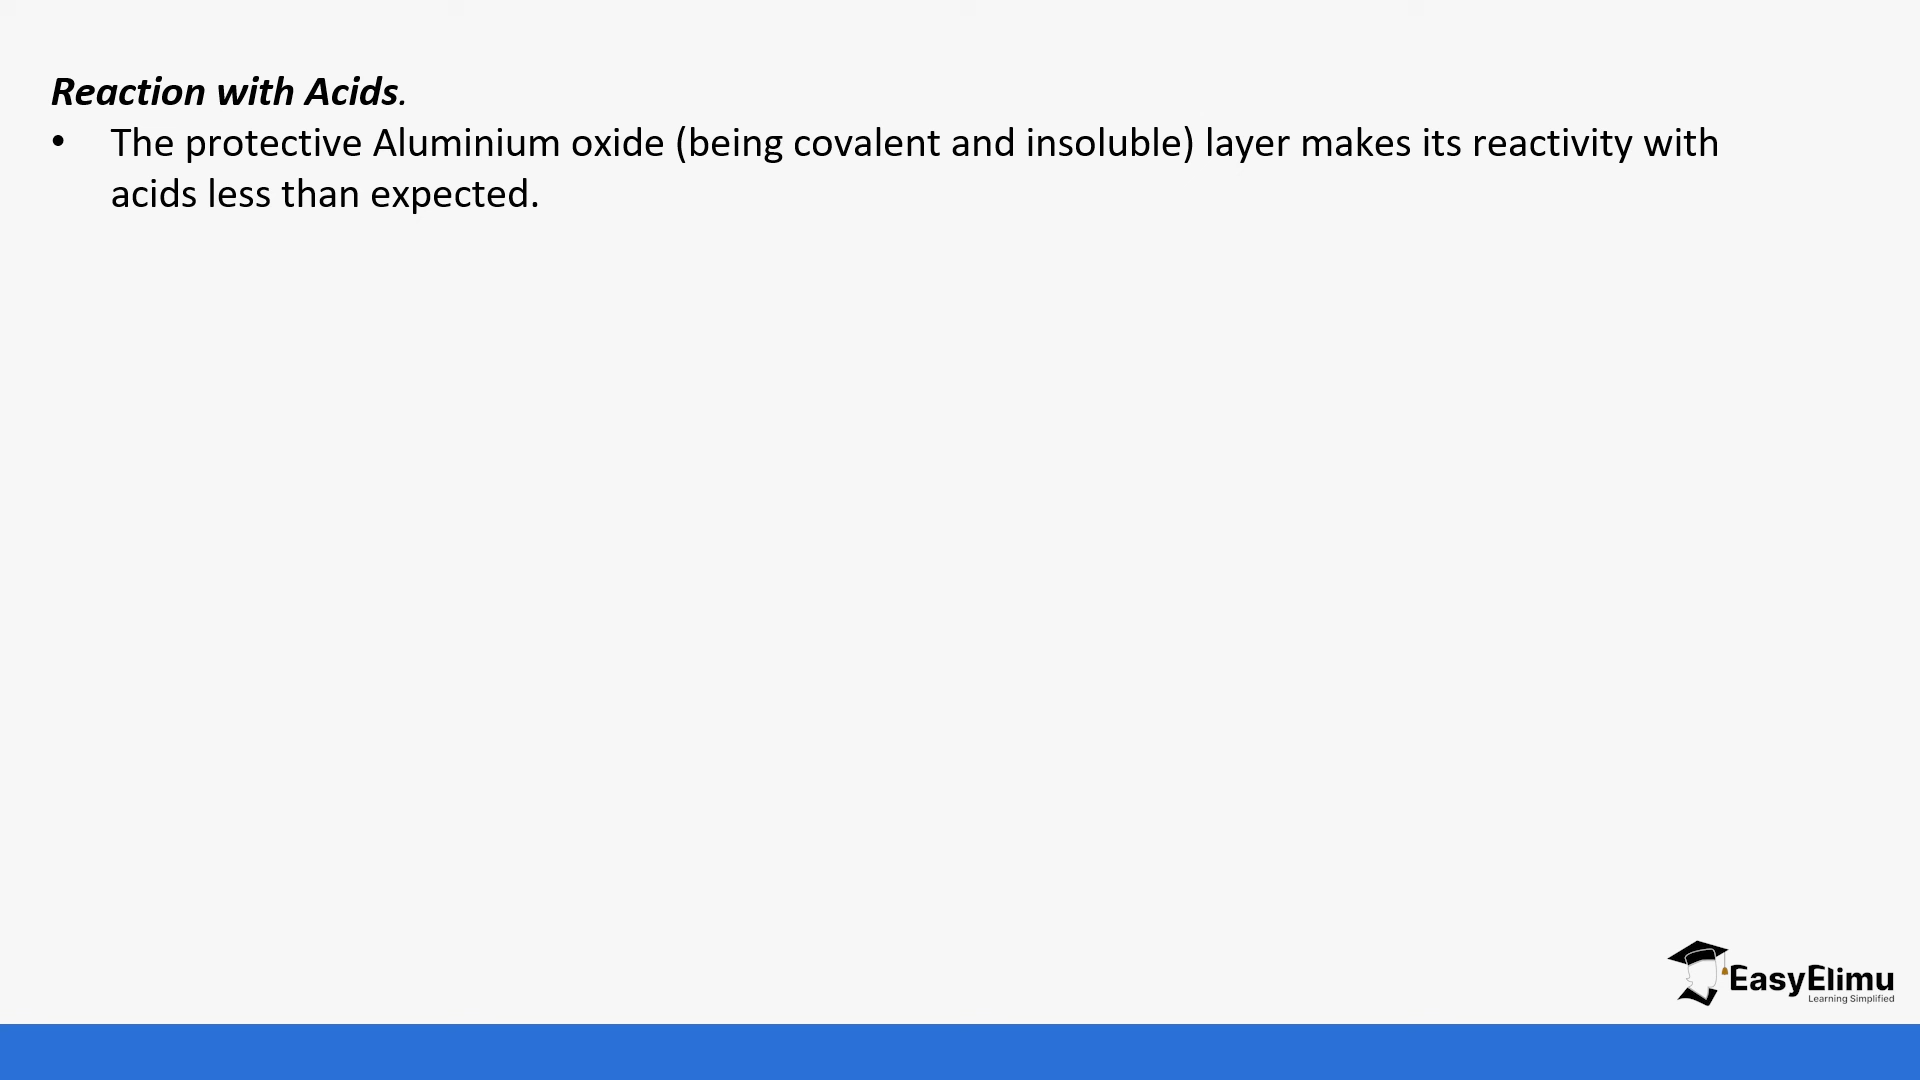 Reaction with Acids.
• The protective Aluminium oxide (being covalent and insoluble) layer makes its reactivity with
acids less than expected.
EasyElimu
Learning Simplified